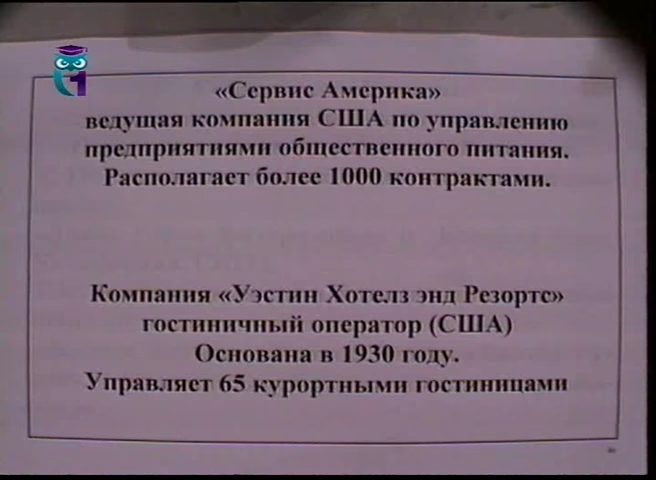 «Сервис Америка»
ведущая компания США по управлению
предприятиями общественного питания.
Располагает более 1000 контрактами.
Компания «Уэстин Хотелз энд Резортс»
гостиничный оператор (США)
Основана в 1930 году.
Управляет 65 курортными гостиницами